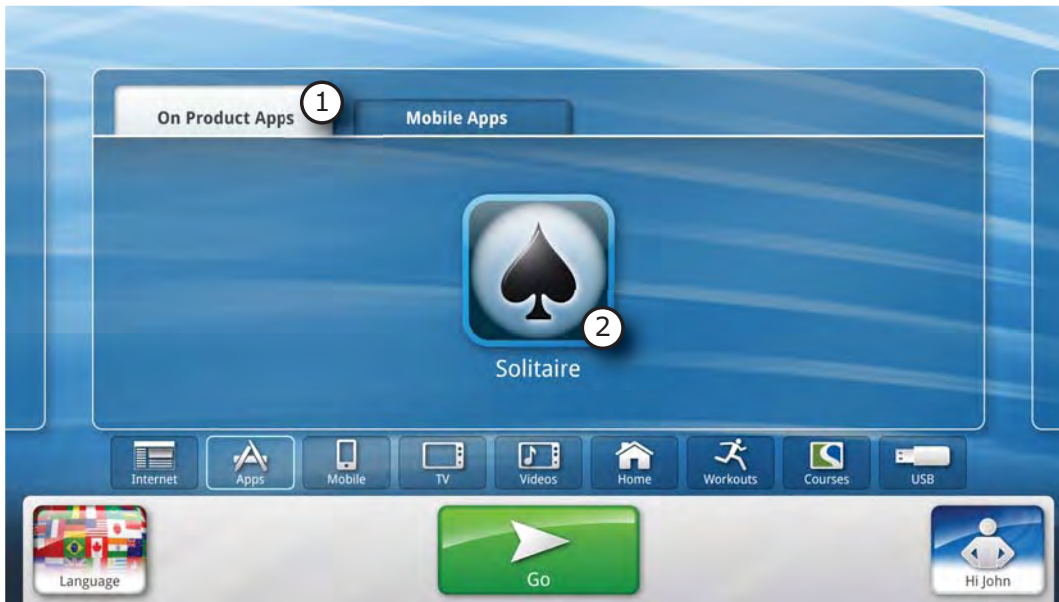 On Product Apps
1
Mobile Apps
2
Solitaire
Internet
Apps
Mobile
TV
Videos
Home
Workouts
Courses
USB
Language
Go
Hi John